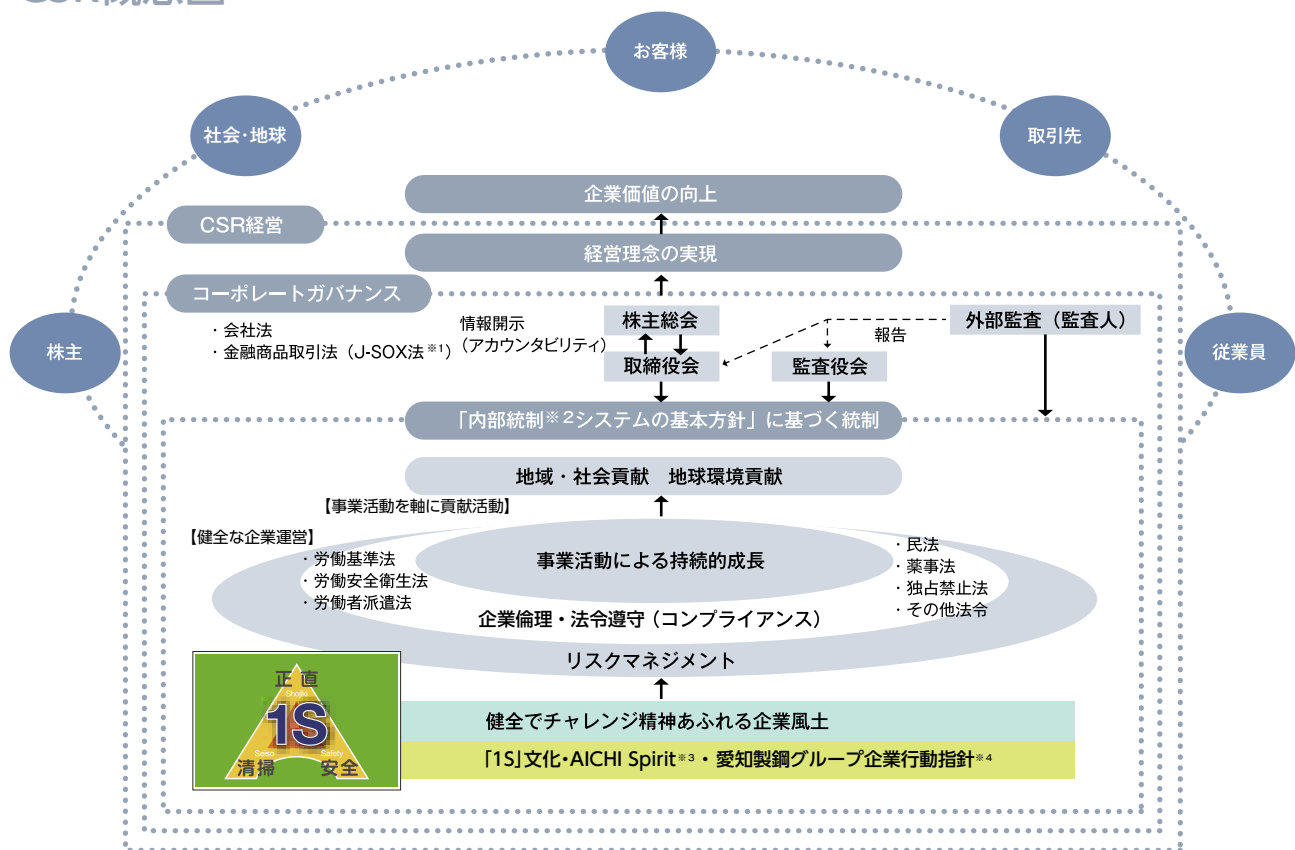 CSR概念図
お客様
社会・地球
取引先
企業価値の向上
CSR経営
経営理念の実現
コーポレートガバナンス
・会社法
・金融商品取引法（J-SOX法※1）
情報開示
（アカウンタビリティ）
株主総会
取締役会
監査役会
外部監査（監査人）
報告
株主
従業員
「内部統制※2システムの基本方針」に基づく統制
地域・社会貢献　地球環境貢献
【事業活動を軸に貢献活動】
【健全な企業運営】
・労働基準法
・労働安全衛生法
・労働者派遣法
事業活動による持続的成長
・民法
・薬事法
・独占禁止法
・その他法令
企業倫理・法令遵守（コンプライアンス）
リスクマネジメント
正直
Shojiki
1S
Seiso
Safety
清掃
安全
健全でチャレンジ精神あふれる企業風土
「1S」文化・AICHI Spirit※3・愛知製鋼グループ企業行動指針※4